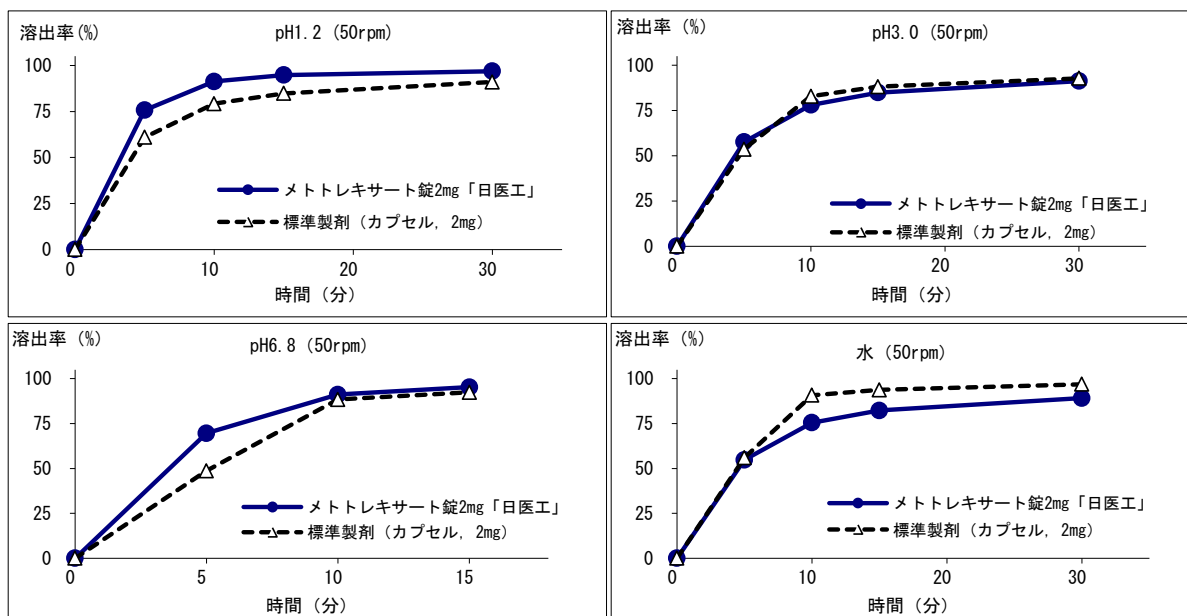 溶出率(%)
pH1.2 (50rpm)
100
75
50
25
0
メトトレキサート錠2mg「日医工」
標準製剤（カプセル, 2mg）
0
10
20
30
時間（分）
溶出率 (%)
pH3.0 (50rpm)
100
75
50
25
0
メトトレキサート錠2mg「日医工」
標準製剤（カプセル, 2mg）
0
10
20
30
時間（分）
溶出率 (%)
pH6.8 (50rpm)
100
75
50
25
0
メトトレキサート錠2mg「日医工」
標準製剤（カプセル, 2mg）
0
5
10
15
時間（分）
溶出率 (%)
水 (50rpm)
100
75
50
25
0
メトトレキサート錠2mg「日医工」
標準製剤（カプセル, 2mg）
0
10
20
30
時間（分）